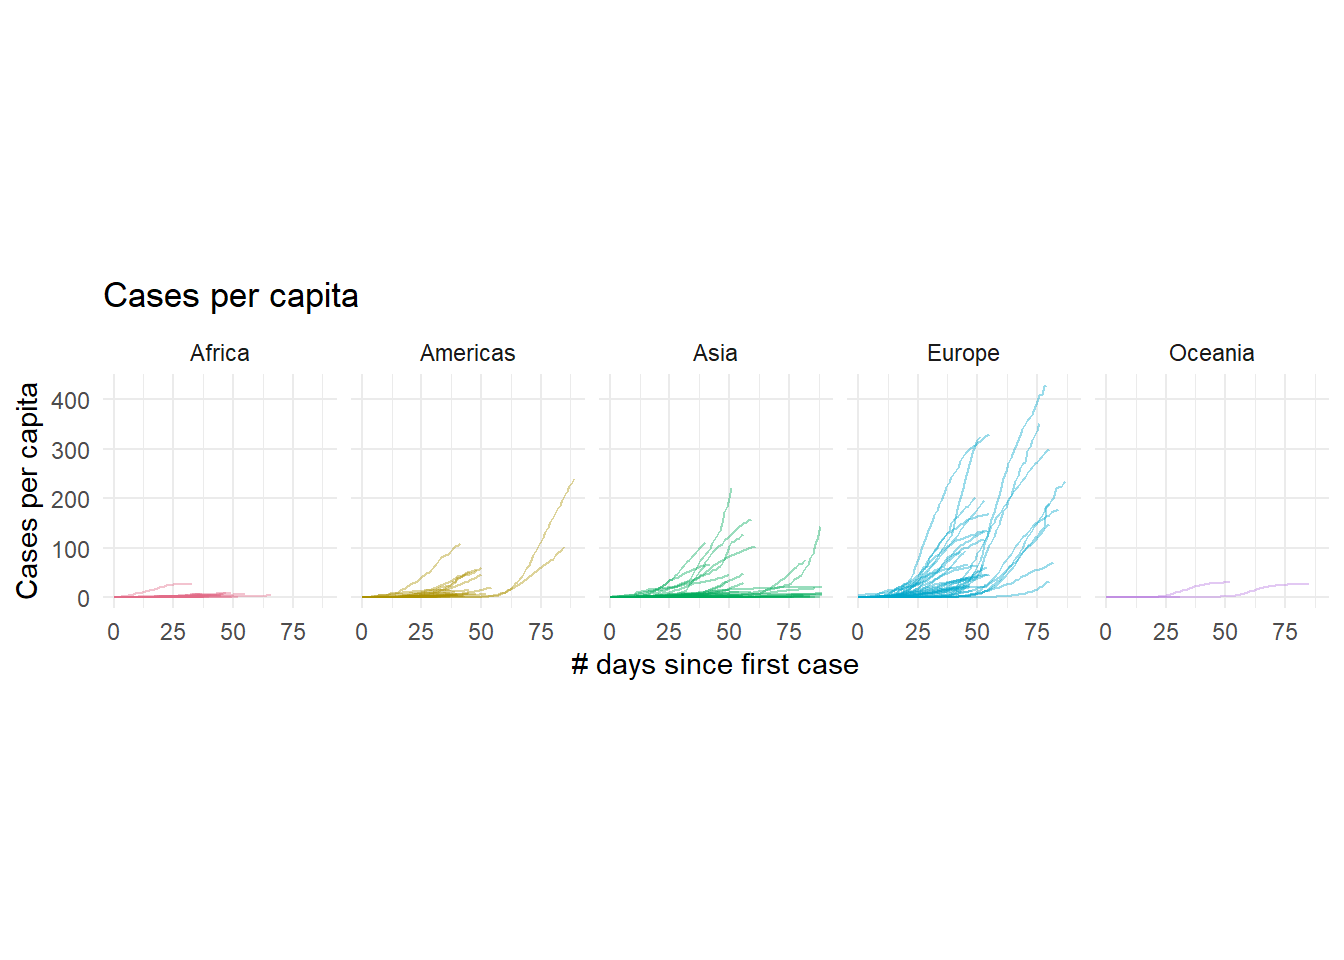 Cases per capita
Africa Americas Asia Europe Oceania
Cases per capita
400
300
200
100
0
0 25 50 75 0 25 50 75 0 25 50 75 0 25 50 75 0 25 50 75
# days since first case